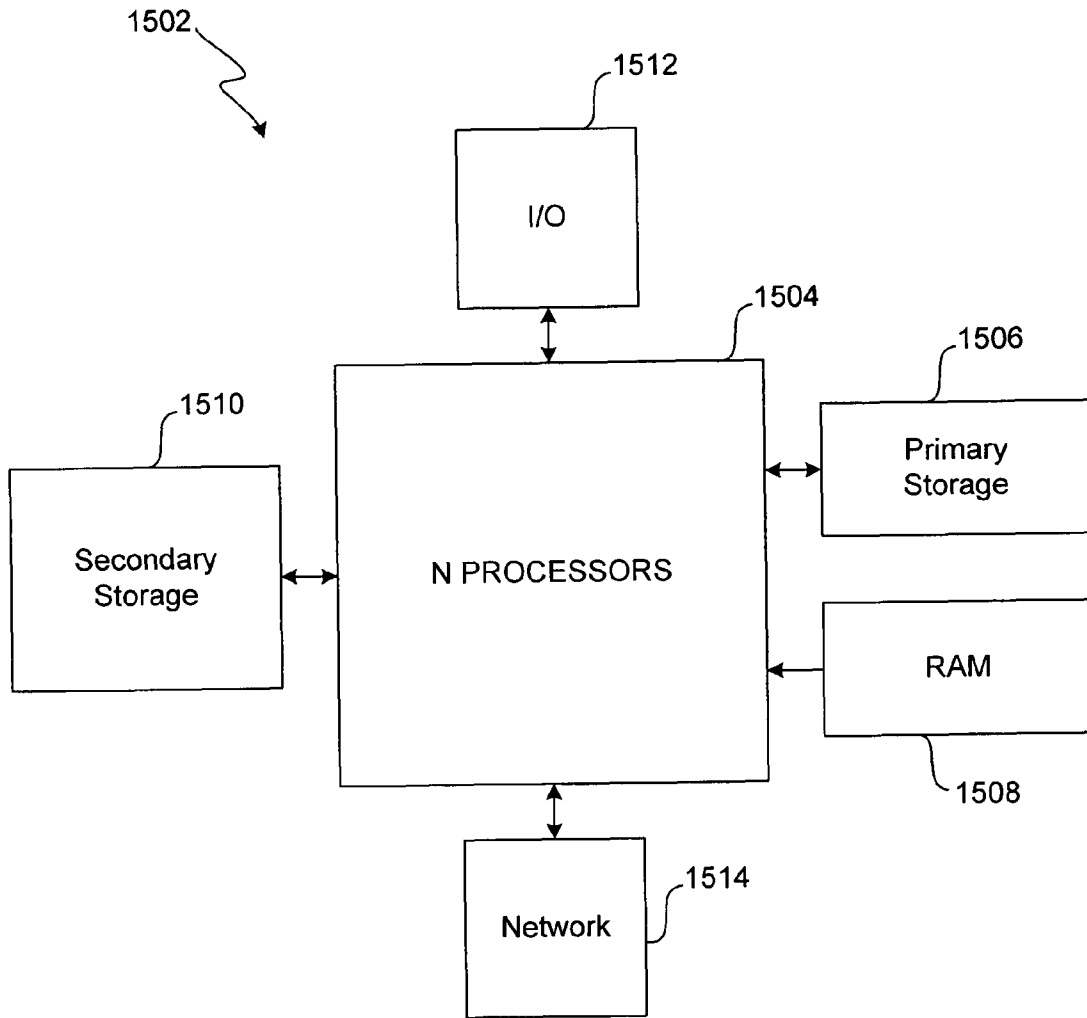 1502
1512
I/O
1504
1506
1510
Primary
Storage
Secondary
Storage
N PROCESSORS
RAM
1508
1514
Network